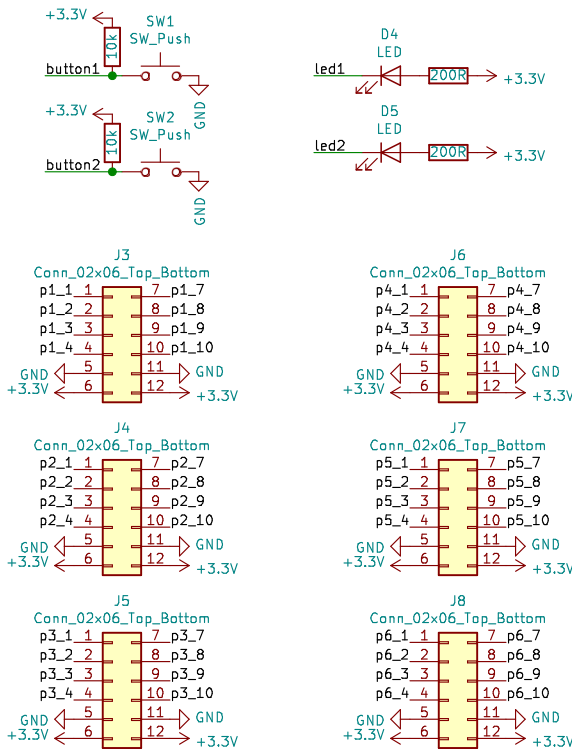 +3.3V
10k
SW1
SW_Push
button1
GND
+3.3V
10k
SW2
SW_Push
button2
GND
D4
LED
led1
200R
+3.3V
D5
LED
led2
200R
+3.3V
J3
Conn_02x06_Top_Bottom
p1_1 1 7 p1_7
p1_2 2 8 p1_8
p1_3 3 9 p1_9
p1_4 4 10 p1_10
GND 5 11 GND
+3.3V 6 12 +3.3V
J6
Conn_02x06_Top_Bottom
p4_1 1 7 p4_7
p4_2 2 8 p4_8
p4_3 3 9 p4_9
p4_4 4 10 p4_10
GND 5 11 GND
+3.3V 6 12 +3.3V
J4
Conn_02x06_Top_Bottom
p2_1 1 7 p2_7
p2_2 2 8 p2_8
p2_3 3 9 p2_9
p2_4 4 10 p2_10
GND 5 11 GND
+3.3V 6 12 +3.3V
J7
Conn_02x06_Top_Bottom
p5_1 1 7 p5_7
p5_2 2 8 p5_8
p5_3 3 9 p5_9
p5_4 4 10 p5_10
GND 5 11 GND
+3.3V 6 12 +3.3V
J5
Conn_02x06_Top_Bottom
p3_1 1 7 p3_7
p3_2 2 8 p3_8
p3_3 3 9 p3_9
p3_4 4 10 p3_10
GND 5 11 GND
+3.3V 6 12 +3.3V
J8
Conn_02x06_Top_Bottom
p6_1 1 7 p6_7
p6_2 2 8 p6_8
p6_3 3 9 p6_9
p6_4 4 10 p6_10
GND 5 11 GND
+3.3V 6 12 +3.3V